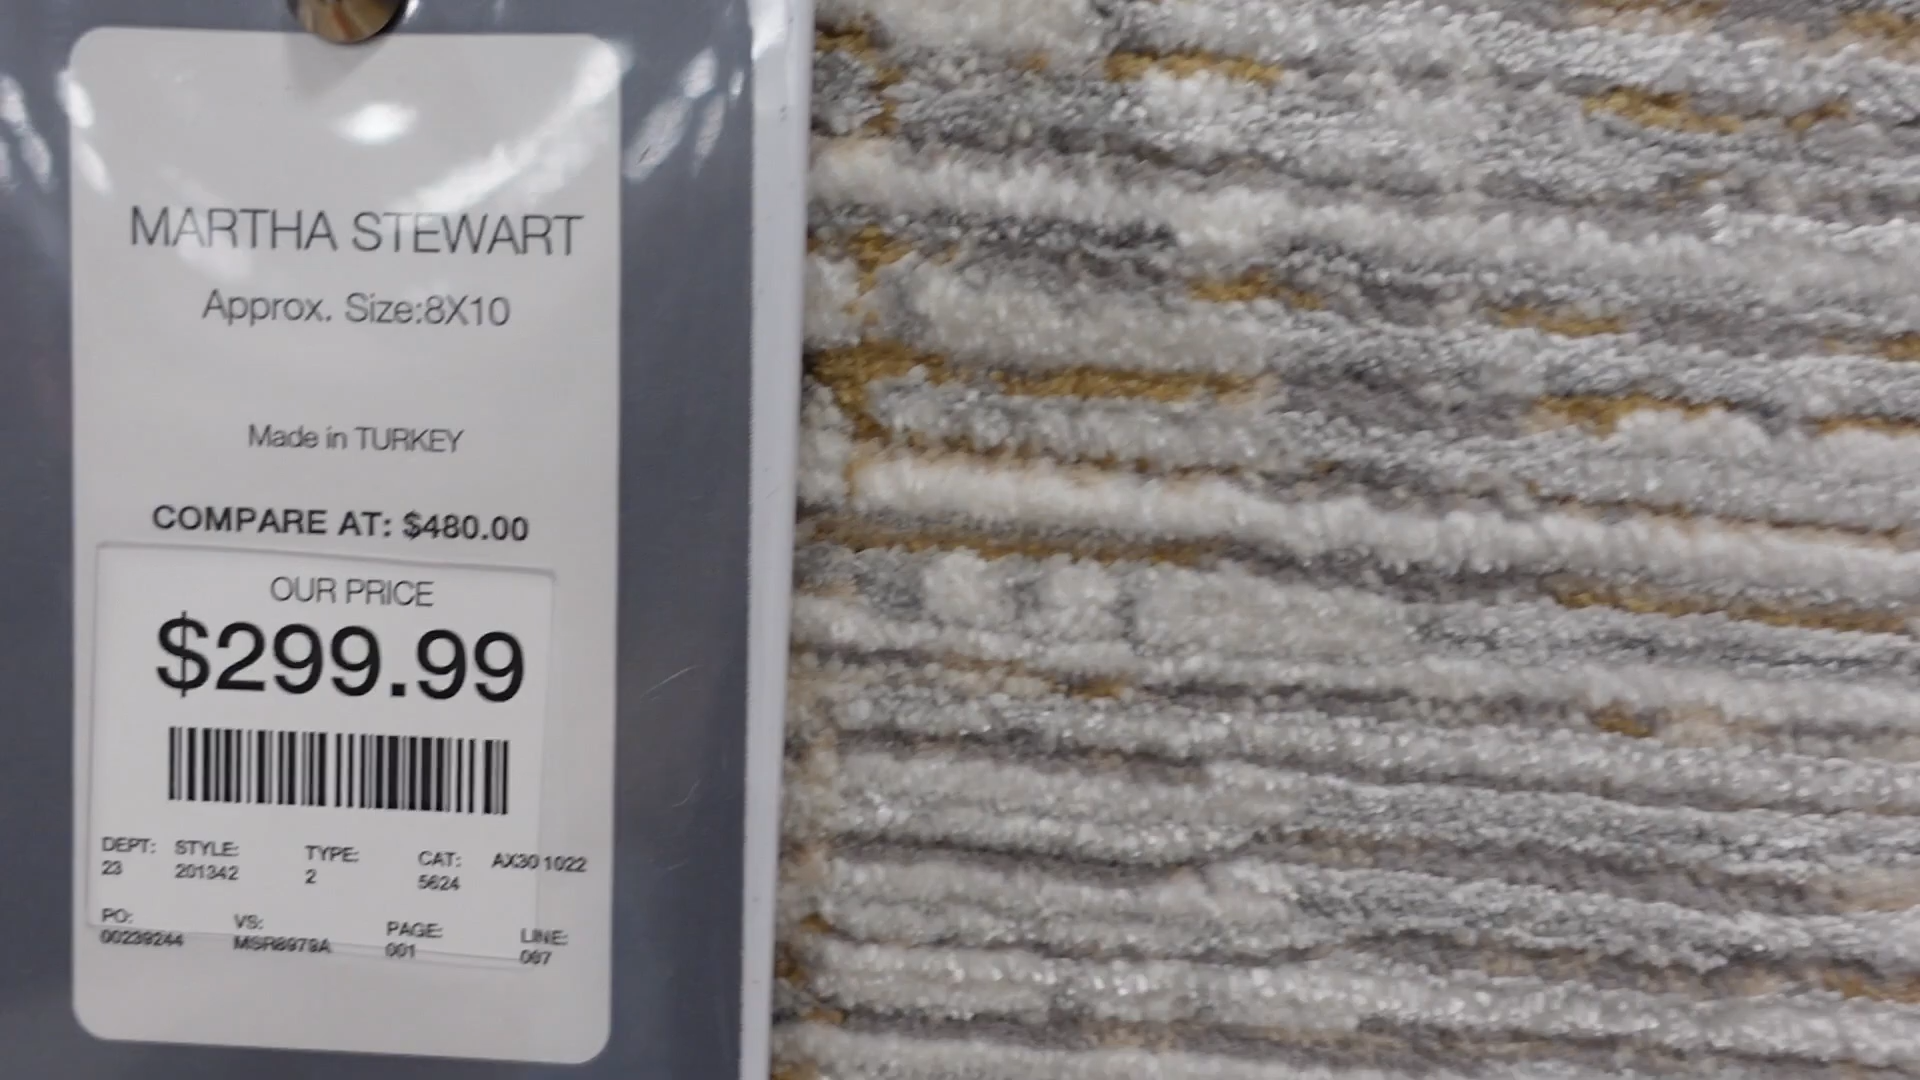 MARTHA STEWART
Approx. Size:8X10
Made in TURKEY
COMPARE AT: $480.00
OUR PRICE
$299.99
DEPT: STYLE: TYPE: CAT: AX30 1022
23 201342 2 5624
PO: VS: PAGE: LINE:
00239244 MSR8979A 001 067